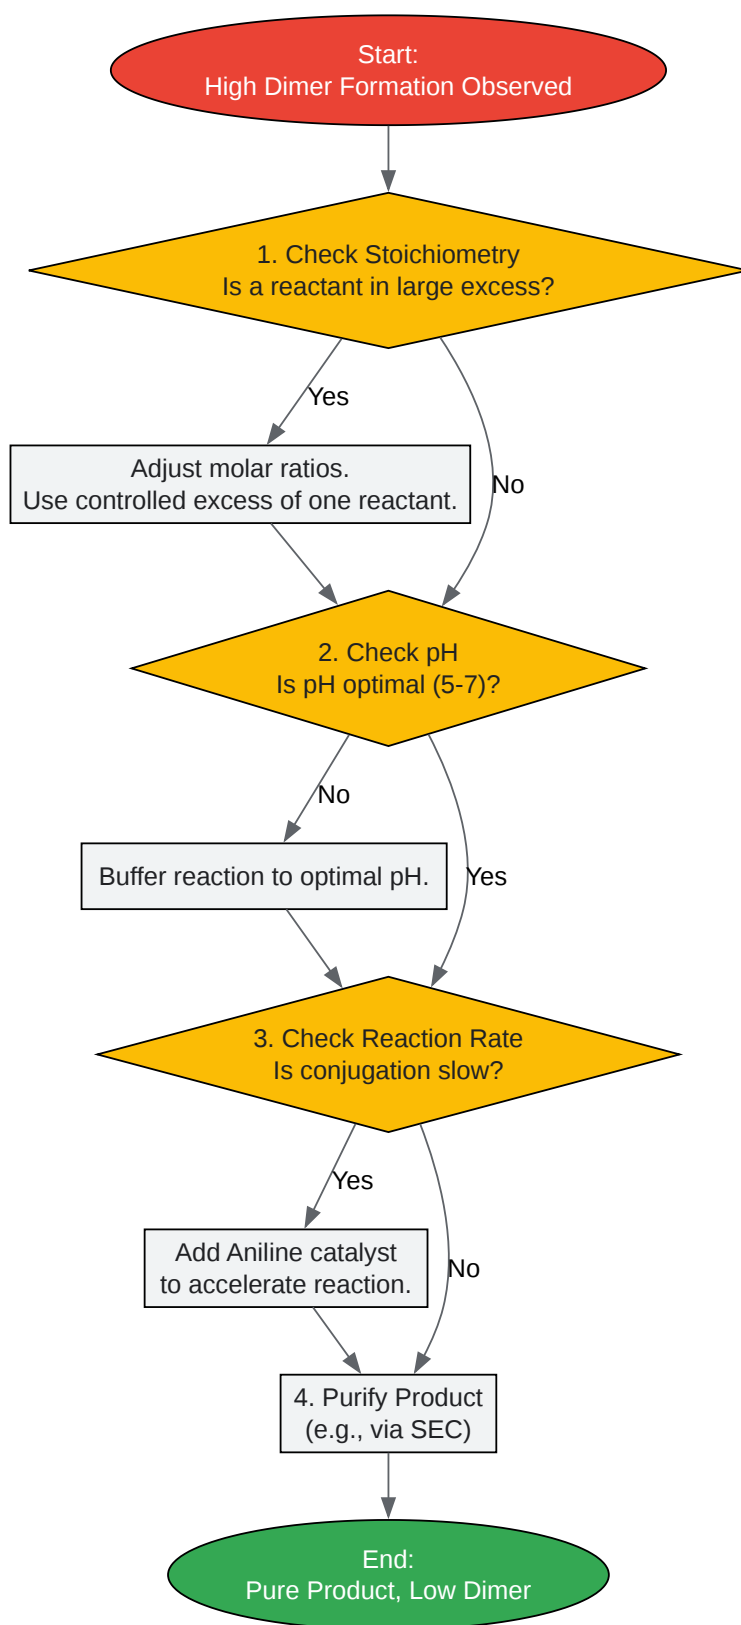 Start:
High Dimer Formation Observed
1. Check Stoichiometry
Is a reactant in large excess?
Yes
Adjust molar ratios.
Use controlled excess of one reactant.
No
2. Check pH
Is pH optimal (5-7)?
No
Buffer reaction to optimal pH.
Yes
3. Check Reaction Rate
Is conjugation slow?
Yes
Add Aniline catalyst
to accelerate reaction.
No
4. Purify Product
(e.g., via SEC)
End:
Pure Product, Low Dimer